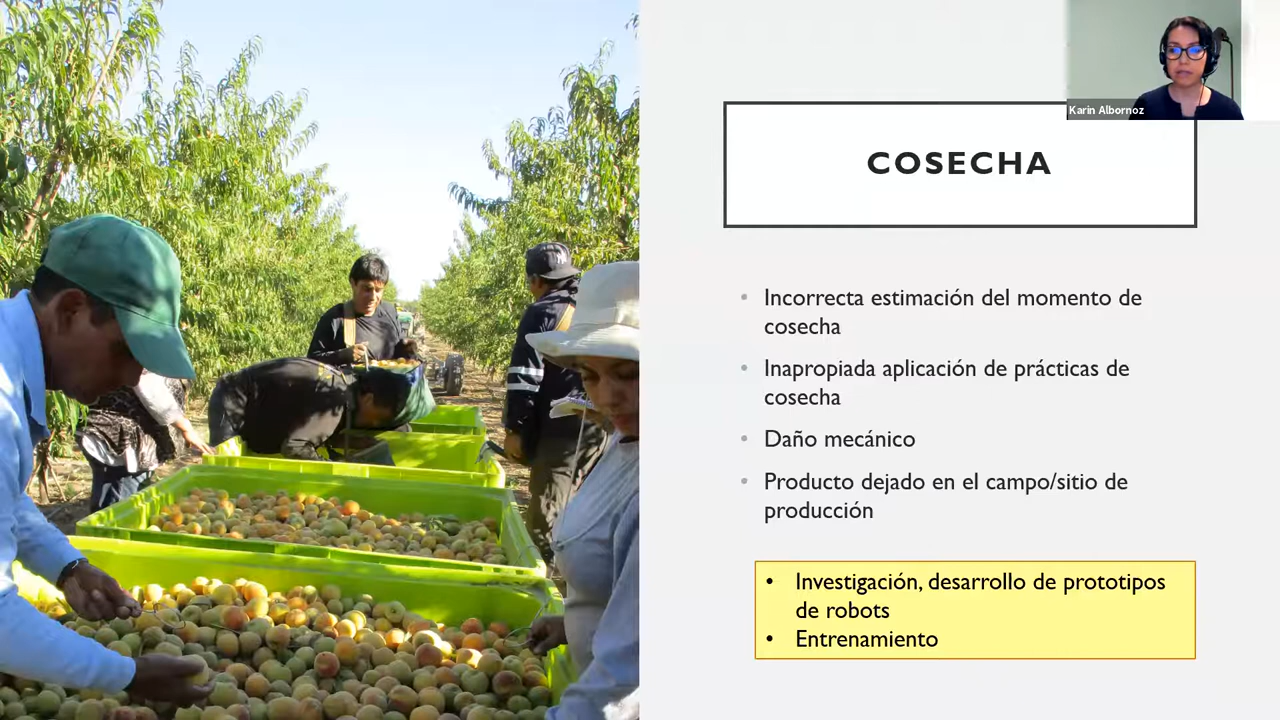 Karin Albornoz
COSECHA
• Incorrecta estimación del momento de
cosecha
• Inapropiada aplicación de prácticas de
cosecha
• Daño mecánico
• Producto dejado en el campo/sitio de
producción
• Investigación, desarrollo de prototipos
de robots
• Entrenamiento